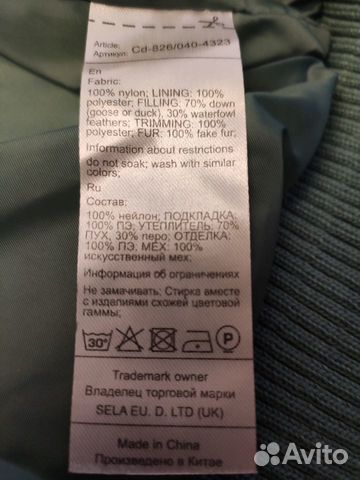 Article:
Артикул: Cd-826/040-4323
En
Fabric:
100% nylon; LINING: 100%
polyester; FILLING: 70% down
(goose or duck), 30% waterfowl
feathers; TRIMMING: 100%
polyester; FUR: 100% fake fur;
Information about restrictions
do not soak; wash with similar
colors;
Ru
Состав:
100% нейлон; ПОДКЛАДКА:
100% ПЭ; УТЕПЛИТЕЛЬ: 70%
ПУХ, 30% перо; ОТДЕЛКА:
100% ПЭ; МЕХ: 100%
искусственный мех;
Информация об ограничениях
Не замачивать; Стирка вместе
с изделиями схожей цветовой
гаммы;
30° P
Trademark owner
Владелец торговой марки
SELA EU. D. LTD (UK)
Made in China
Произведено в Китае
Avito